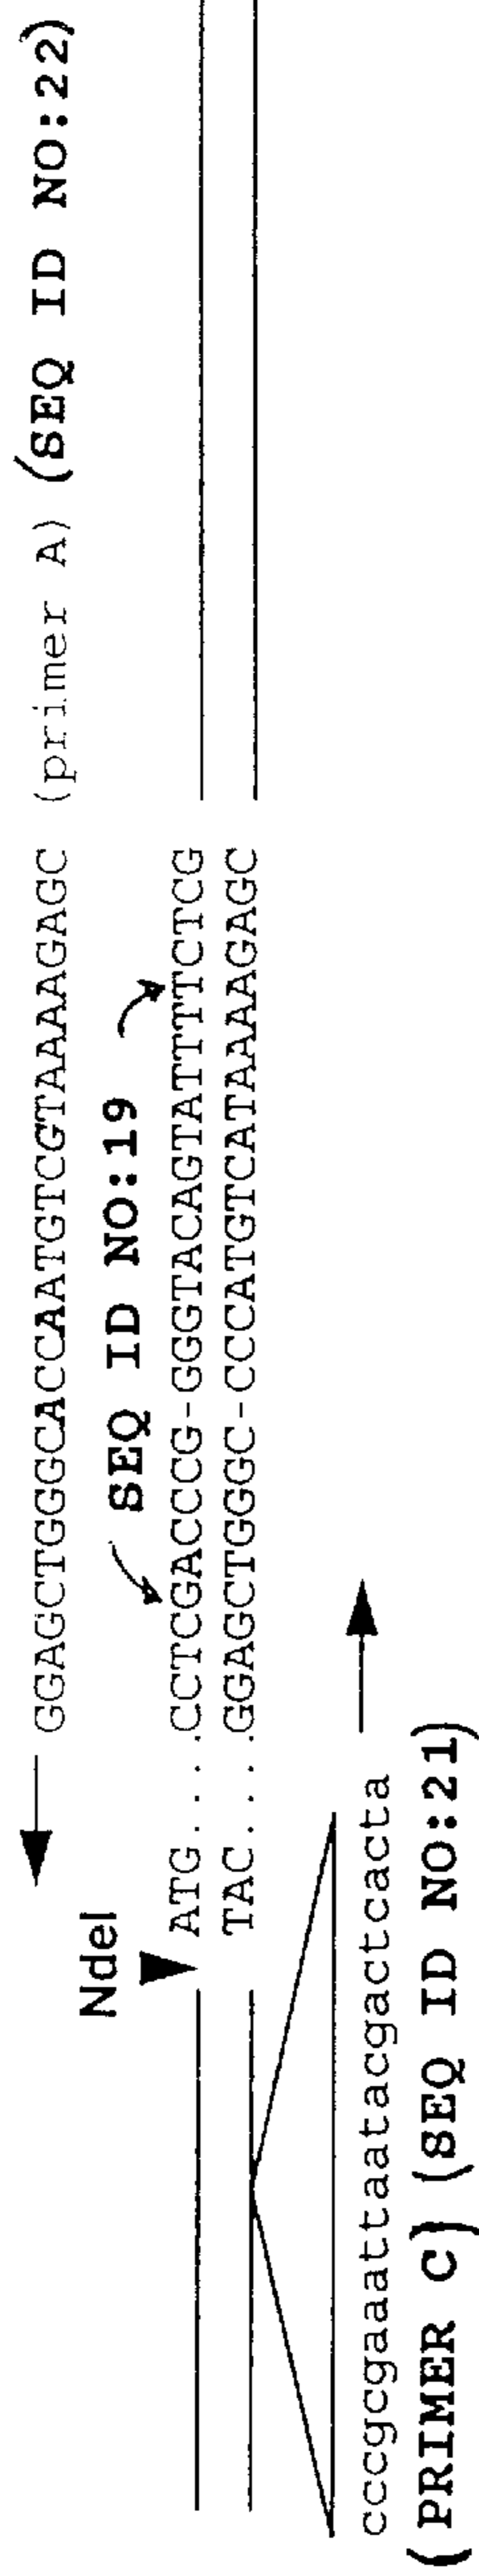 GGAGCTGGGCACCAATGTCGTAAAAGAGC (primer A) (SEQ ID NO:22)
SEQ ID NO:19
NdeI
ATG....CCTCGACCCG-GGGTACAGTATTTTCTCG
TAC....GGAGCTGGGC-CCCATGTCATAAAAGAGC
cccgcgaaattaatacgactcacta
(PRIMER C) (SEQ ID NO:21)